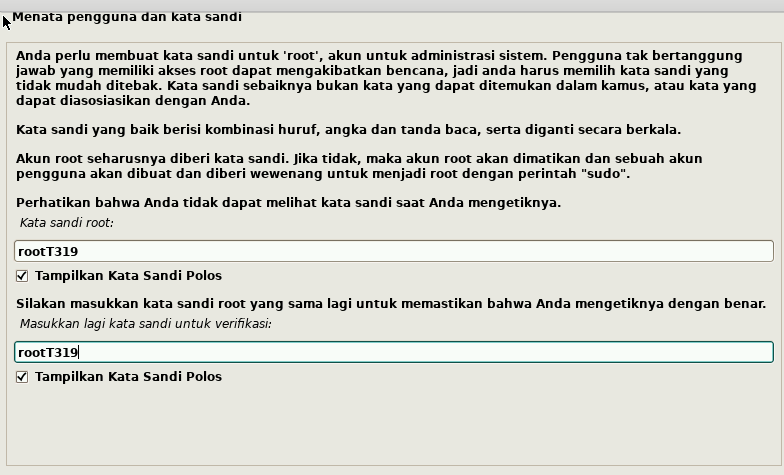 Menata pengguna dan kata sandi
Anda perlu membuat kata sandi untuk 'root', akun untuk administrasi sistem. Pengguna tak bertanggung
jawab yang memiliki akses root dapat mengakibatkan bencana, jadi anda harus memilih kata sandi yang
tidak mudah ditebak. Kata sandi sebaiknya bukan kata yang dapat ditemukan dalam kamus, atau kata yang
dapat diasosiasikan dengan Anda.
Kata sandi yang baik berisi kombinasi huruf, angka dan tanda baca, serta diganti secara berkala.
Akun root seharusnya diberi kata sandi. Jika tidak, maka akun root akan dimatikan dan sebuah akun
pengguna akan dibuat dan diberi wewenang untuk menjadi root dengan perintah "sudo".
Perhatikan bahwa Anda tidak dapat melihat kata sandi saat Anda mengetiknya.
Kata sandi root:
rootT319
Tampilkan Kata Sandi Polos
Silakan masukkan kata sandi root yang sama lagi untuk memastikan bahwa Anda mengetiknya dengan benar.
Masukkan lagi kata sandi untuk verifikasi:
rootT319
Tampilkan Kata Sandi Polos